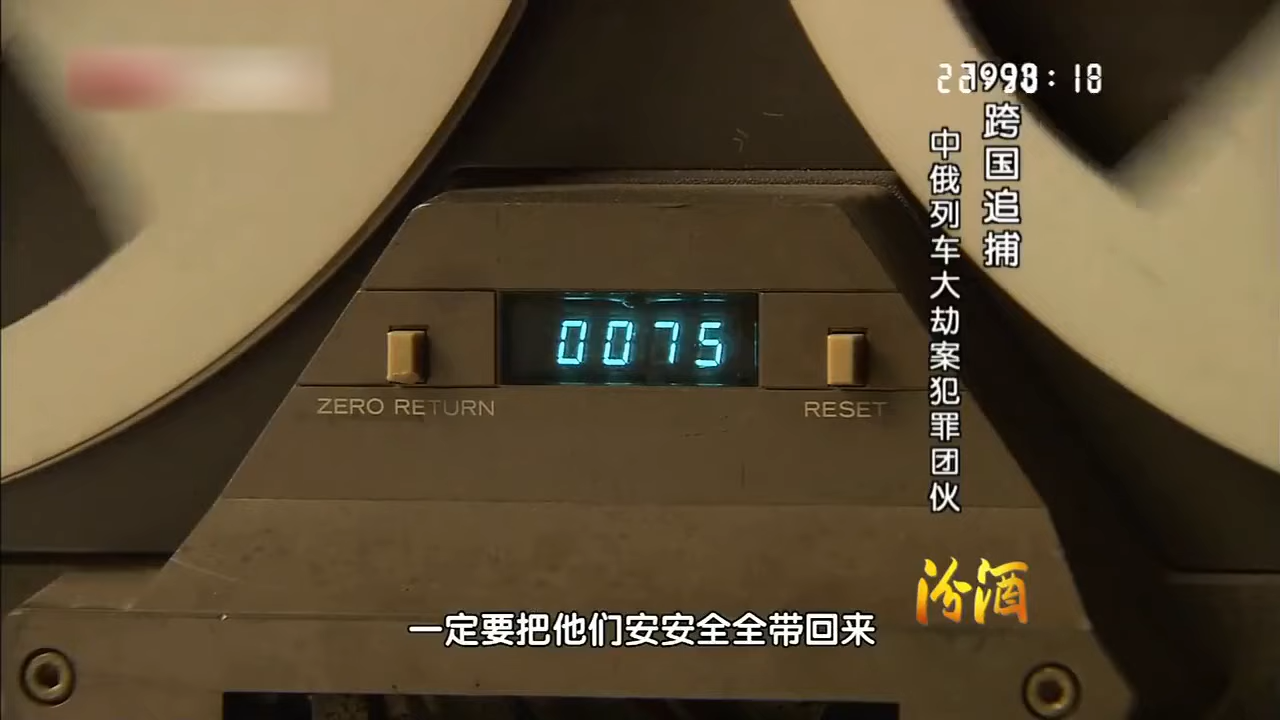 跨国追捕
中俄列车大劫案犯罪团伙
0075
ZERO RETURN
RESET
汾酒
一定要把他们安安全全带回来